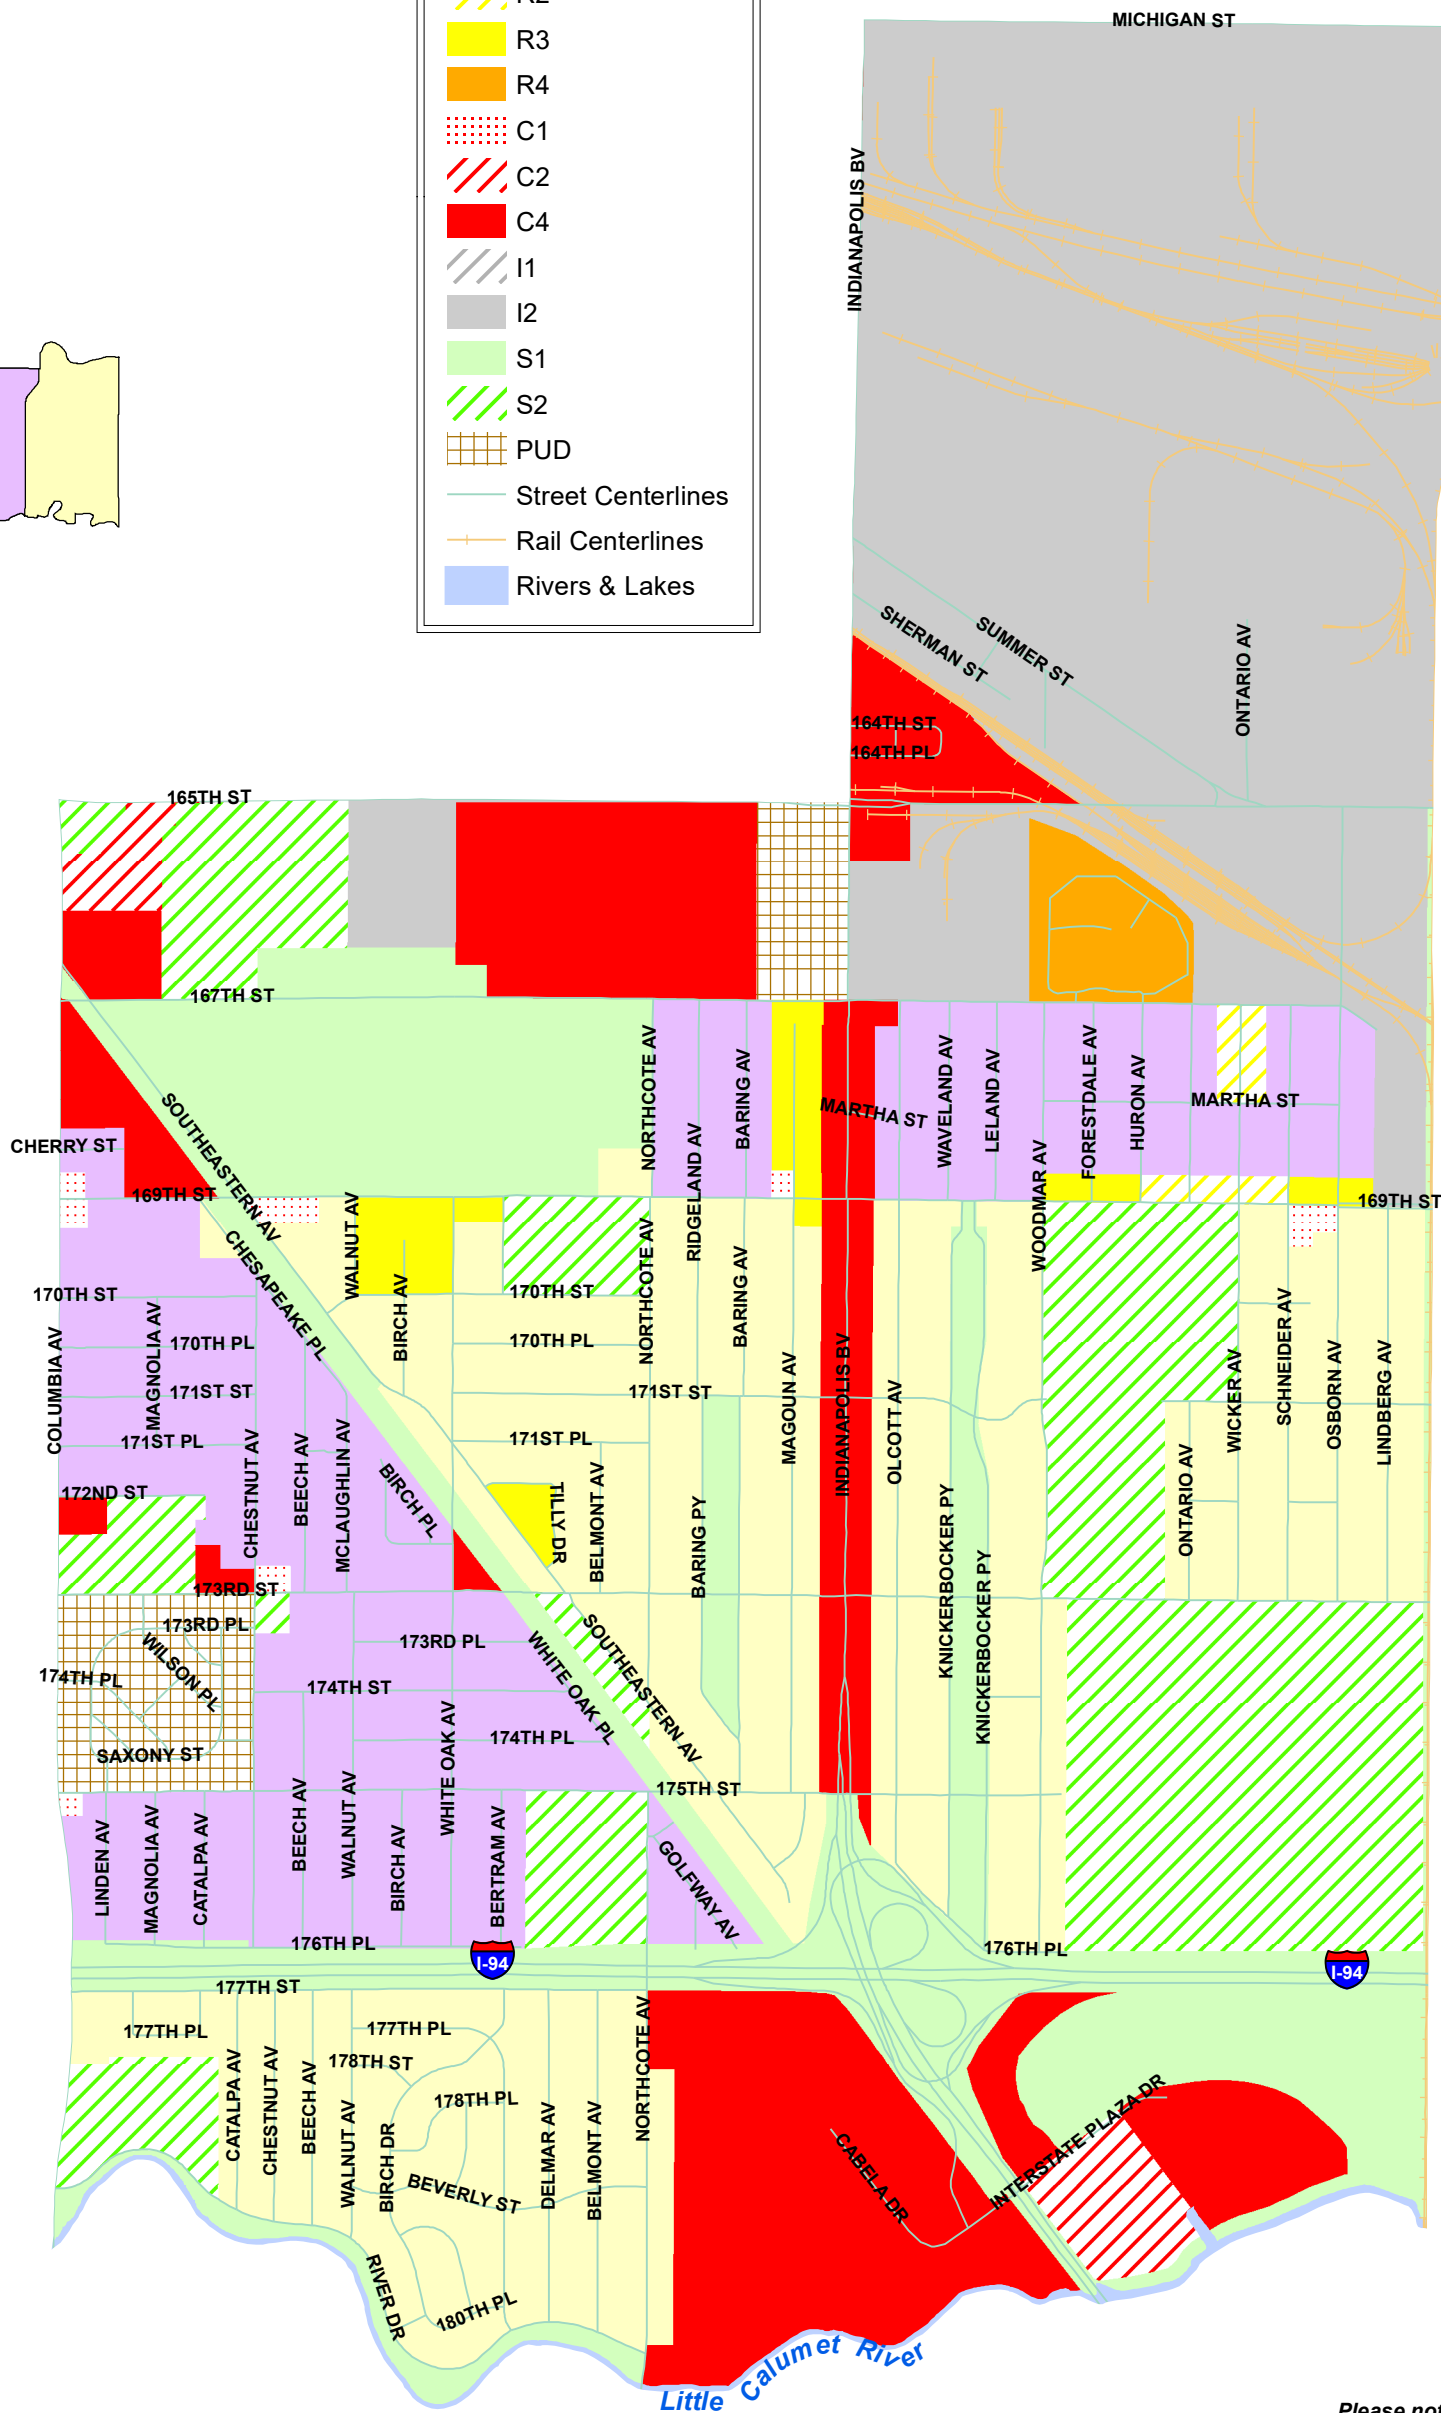 R2
R3
R4
C1
C2
C4
I1
I2
S1
S2
PUD
Street Centerlines
Rail Centerlines
Rivers & Lakes
MICHIGAN ST
INDIANAPOLIS BV
SHERMAN ST
SUMMER ST
ONTARIO AV
164TH ST
164TH PL
165TH ST
167TH ST
NORTHCOTE AV
BARING AV
RIDGELAND AV
MARTHA ST
WAVELAND AV
LELAND AV
WOODMAR AV
FORESTDALE AV
HURON AV
MARTHA ST
SOUTHEASTERN AV
CHERRY ST
169TH ST
169TH ST
CHESAPEAKE PL
WALNUT AV
BIRCH AV
170TH ST
170TH ST
NORTHCOTE AV
BARING AV
COLUMBIA AV
MAGNOLIA AV
170TH PL
170TH PL
171ST ST
171ST ST
MAGOUN AV
INDIANAPOLIS BV
OLCOTT AV
WICKER AV
SCHNEIDER AV
OSBORN AV
LINDBERG AV
171ST PL
171ST PL
CHESTNUT AV
BEECH AV
MCLAUGHLIN AV
BIRCH PL
TILLY DR
BELMONT AV
BARING PY
KNICKERBOCKER PY
KNICKERBOCKER PY
ONTARIO AV
172ND ST
173RD ST
173RD PL
173RD PL
WILSON PL
174TH PL
174TH ST
WHITE OAK PL
SOUTHEASTERN AV
174TH PL
SAXONY ST
WHITE OAK AV
175TH ST
LINDEN AV
MAGNOLIA AV
CATALPA AV
BEECH AV
WALNUT AV
BIRCH AV
BERTRAM AV
GOLFWAY AV
176TH PL
176TH PL
I-94
I-94
177TH ST
177TH PL
177TH PL
NORTHCOTE AV
178TH ST
CATALPA AV
CHESTNUT AV
BEECH AV
WALNUT AV
BIRCH DR
178TH PL
BEVERLY ST
DELMAR AV
BELMONT AV
CABELA DR
INTERSTATE PLAZA DR
RIVER DR
180TH PL
Little Calumet River
Please not